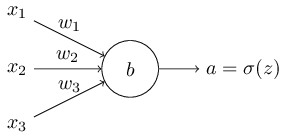 x₁
w₁
x₂ w₂ b a = σ(z)
w₃
x₃